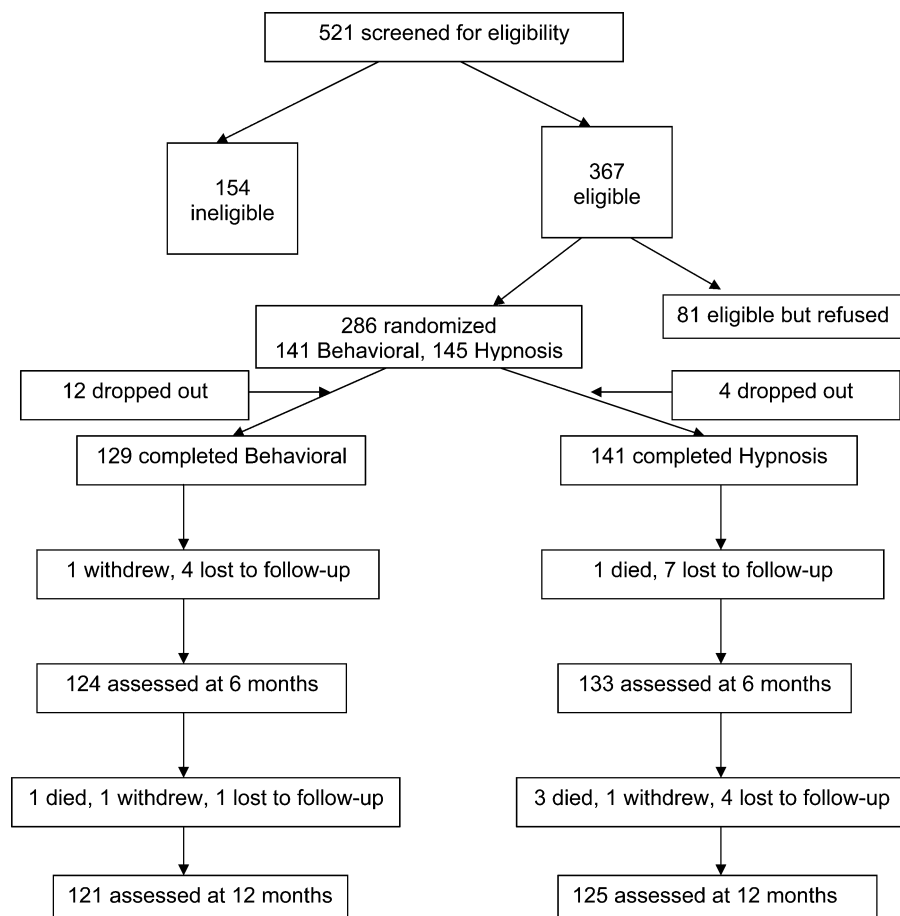 521 screened for eligibility
154
ineligible
367
eligible
81 eligible but refused
286 randomized
141 Behavioral, 145 Hypnosis
12 dropped out
4 dropped out
129 completed Behavioral
141 completed Hypnosis
1 withdrew, 4 lost to follow-up
1 died, 7 lost to follow-up
124 assessed at 6 months
133 assessed at 6 months
1 died, 1 withdrew, 1 lost to follow-up
3 died, 1 withdrew, 4 lost to follow-up
121 assessed at 12 months
125 assessed at 12 months